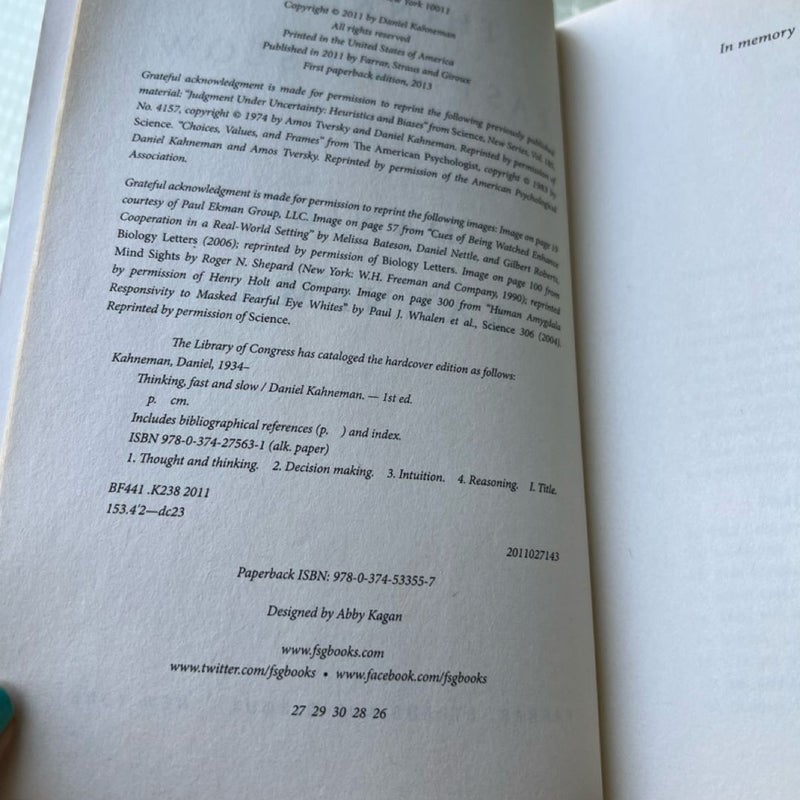 York 10011
Copyright © 2011 by Daniel Kahneman
All rights reserved
Printed in the United States of America
Published in 2011 by Farrar, Straus and Giroux
First paperback edition, 2013
Grateful acknowledgment is made for permission to reprint the following previously published
material: "Judgment Under Uncertainty: Heuristics and Biases" from Science, New Series, Vol. 185,
No. 4157, copyright © 1974 by Amos Tversky and Daniel Kahneman. Reprinted by permission of
Science. "Choices, Values, and Frames" from The American Psychologist, copyright © 1983 by
Daniel Kahneman and Amos Tversky. Reprinted by permission of the American Psychological
Association.
Grateful acknowledgment is made for permission to reprint the following images: Image on page 19
courtesy of Paul Ekman Group, LLC. Image on page 57 from "Cues of Being Watched Enhance
Cooperation in a Real-World Setting" by Melissa Bateson, Daniel Nettle, and Gilbert Roberts,
Biology Letters (2006); reprinted by permission of Biology Letters. Image on page 100 from
Mind Sights by Roger N. Shepard (New York: W.H. Freeman and Company, 1990); reprinted
by permission of Henry Holt and Company. Image on page 300 from "Human Amygdala
Responsivity to Masked Fearful Eye Whites" by Paul J. Whalen et al., Science 306 (2004).
Reprinted by permission of Science.
The Library of Congress has cataloged the hardcover edition as follows:
Kahneman, Daniel, 1934–
Thinking, fast and slow / Daniel Kahneman. — 1st ed.
p. cm.
Includes bibliographical references (p. ) and index.
ISBN 978-0-374-27563-1 (alk. paper)
1. Thought and thinking. 2. Decision making. 3. Intuition. 4. Reasoning. I. Title.
BF441 .K238 2011
153.4'2—dc23
2011027143
Paperback ISBN: 978-0-374-53355-7
Designed by Abby Kagan
www.fsgbooks.com
www.twitter.com/fsgbooks • www.facebook.com/fsgbooks
27 29 30 28 26
In memory